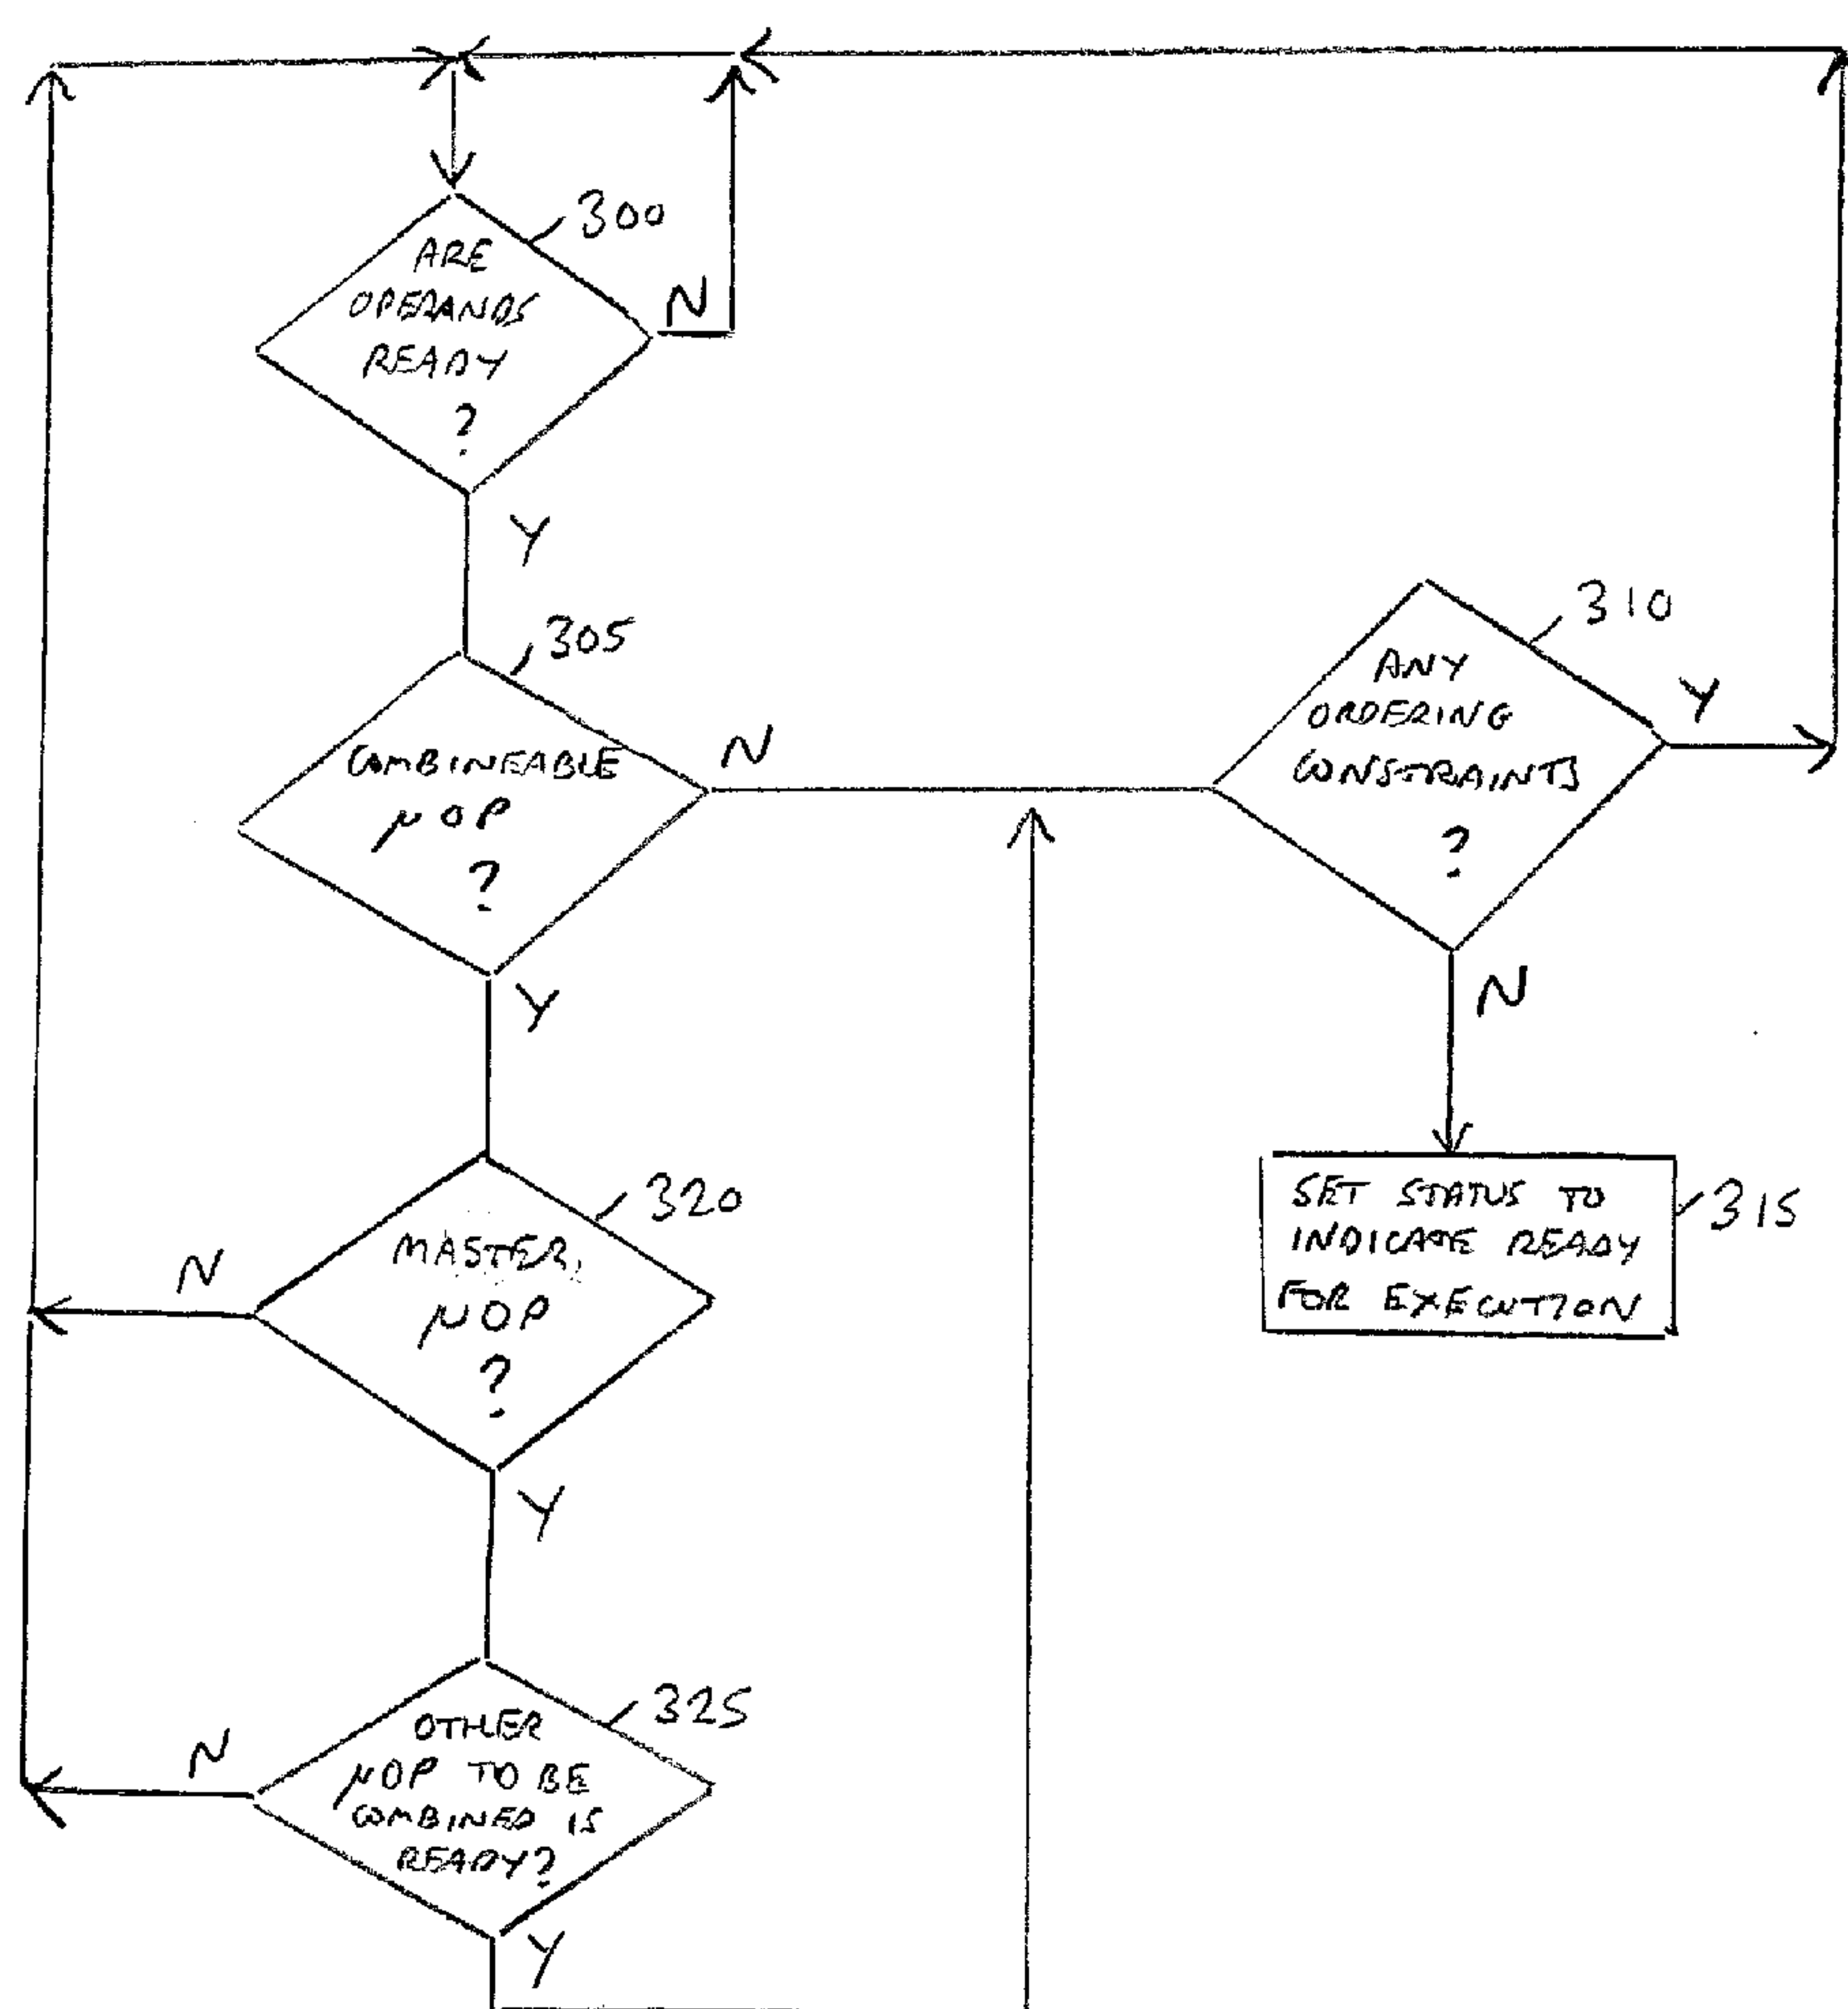 300
ARE
OPERANDS
READY
?
N
Y
305
COMBINEABLE
µOP
?
N
Y
310
ANY
ORDERING
CONSTRAINTS
?
Y
N
315
SET STATUS TO
INDICATE READY
FOR EXECUTION
320
MASTER
µOP
?
N
Y
325
OTHER
µOP TO BE
COMBINED IS
READY?
N
Y